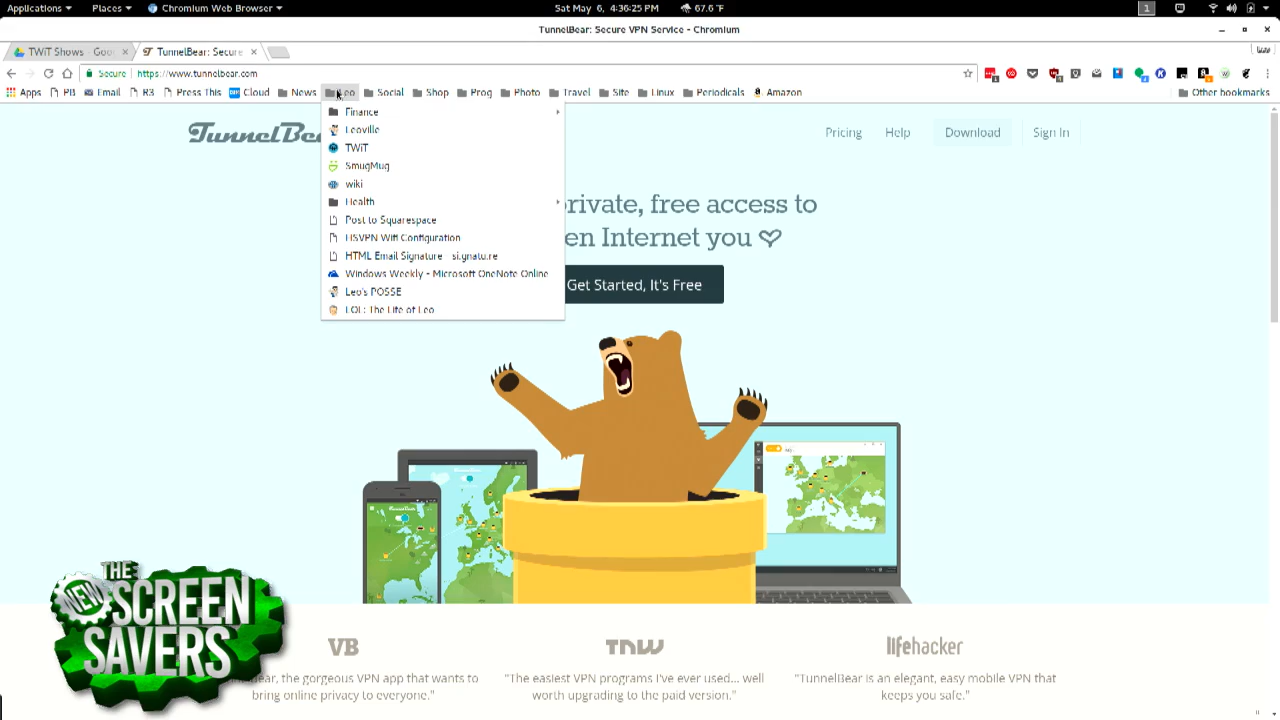 Applications Places Chromium Web Browser Sat May 6, 4:36:25 PM 67.6 °F 1
TunnelBear: Secure VPN Service - Chromium
TWiT Shows - Goo TunnelBear: Secure
Secure https://www.tunnelbear.com
Apps PB Email R3 Press This Cloud News Leo Social Shop Prog Photo Travel Site Linux Periodicals Amazon Other bookmarks
Finance
Leoville
TWiT
SmugMug
wiki
Health
Post to Squarespace
HSVPN Wifi Configuration
HTML Email Signature - si.gnatu.re
Windows Weekly - Microsoft OneNote Online
Leo's POSSE
LOL: The Life of Leo
TunnelBea
Pricing Help Download Sign In
rivate, free access to
en Internet you
Get Started, It's Free
THE
NEW
SCREEN
SAVERS
VB
ear, the gorgeous VPN app that wants to
bring online privacy to everyone."
TNW
"The easiest VPN programs I've ever used... well
worth upgrading to the paid version."
lifehacker
"TunnelBear is an elegant, easy mobile VPN that
keeps you safe."